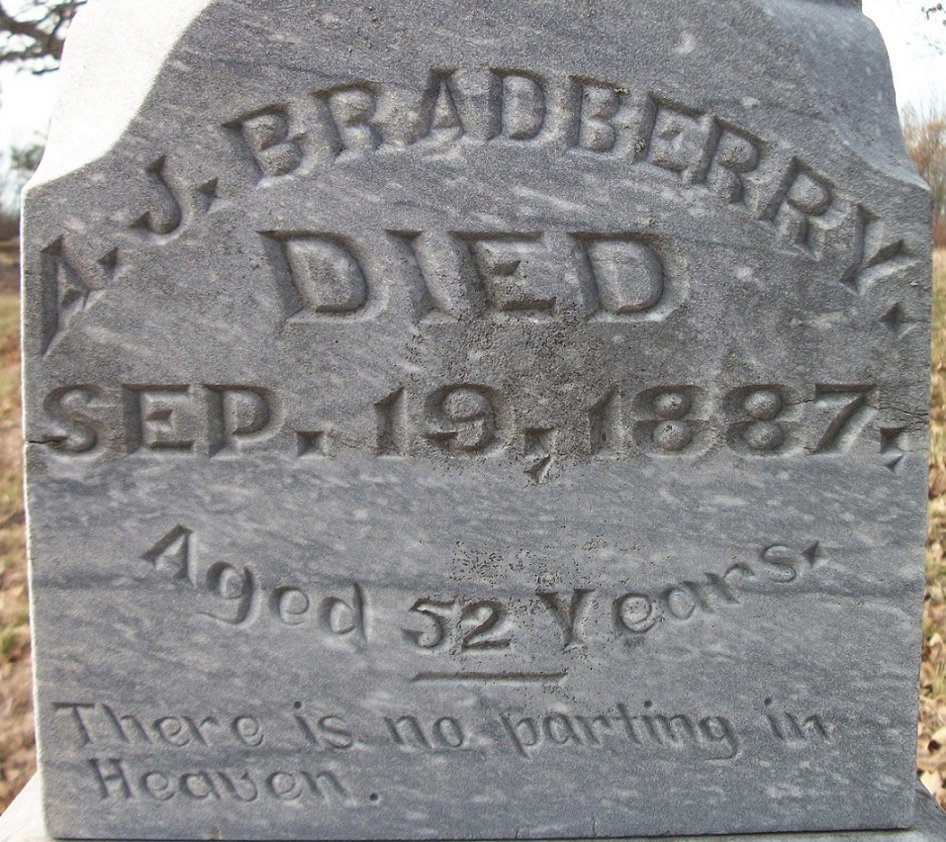 A. J. BRADBERRY.
DIED
SEP. 19, 1887,
Aged 52 Years.
There is no parting in
Heaven.